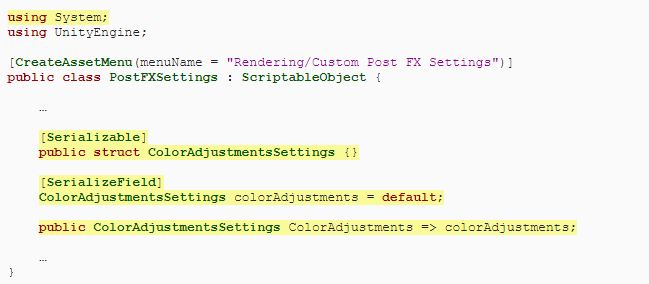 using System;
using UnityEngine;
[CreateAssetMenu(menuName = "Rendering/Custom Post FX Settings")]
public class PostFXSettings : ScriptableObject {
…
[Serializable]
public struct ColorAdjustmentsSettings {}
[SerializeField]
ColorAdjustmentsSettings colorAdjustments = default;
public ColorAdjustmentsSettings ColorAdjustments => colorAdjustments;
…
}